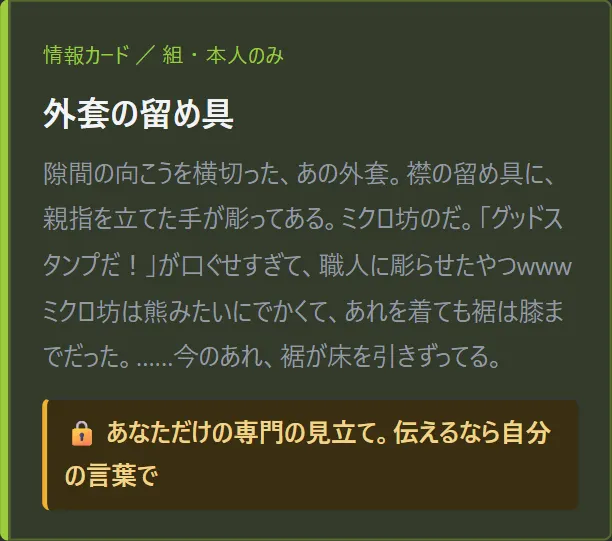 情報カード ／ 組 · 本人のみ
外套の留め具
隙間の向こうを横切った、あの外套。襟の留め具に、
親指を立てた手が彫ってある。ミクロ坊のだ。「グッドス
タンプだ！」が口ぐせすぎて、職人に彫らせたやつwww
ミクロ坊は熊みたいにでかくて、あれを着ても裾は膝ま
でだった。……今のあれ、裾が床を引きずってる。
🔒 あなただけの専門の見立て。伝えるなら自分
の言葉で